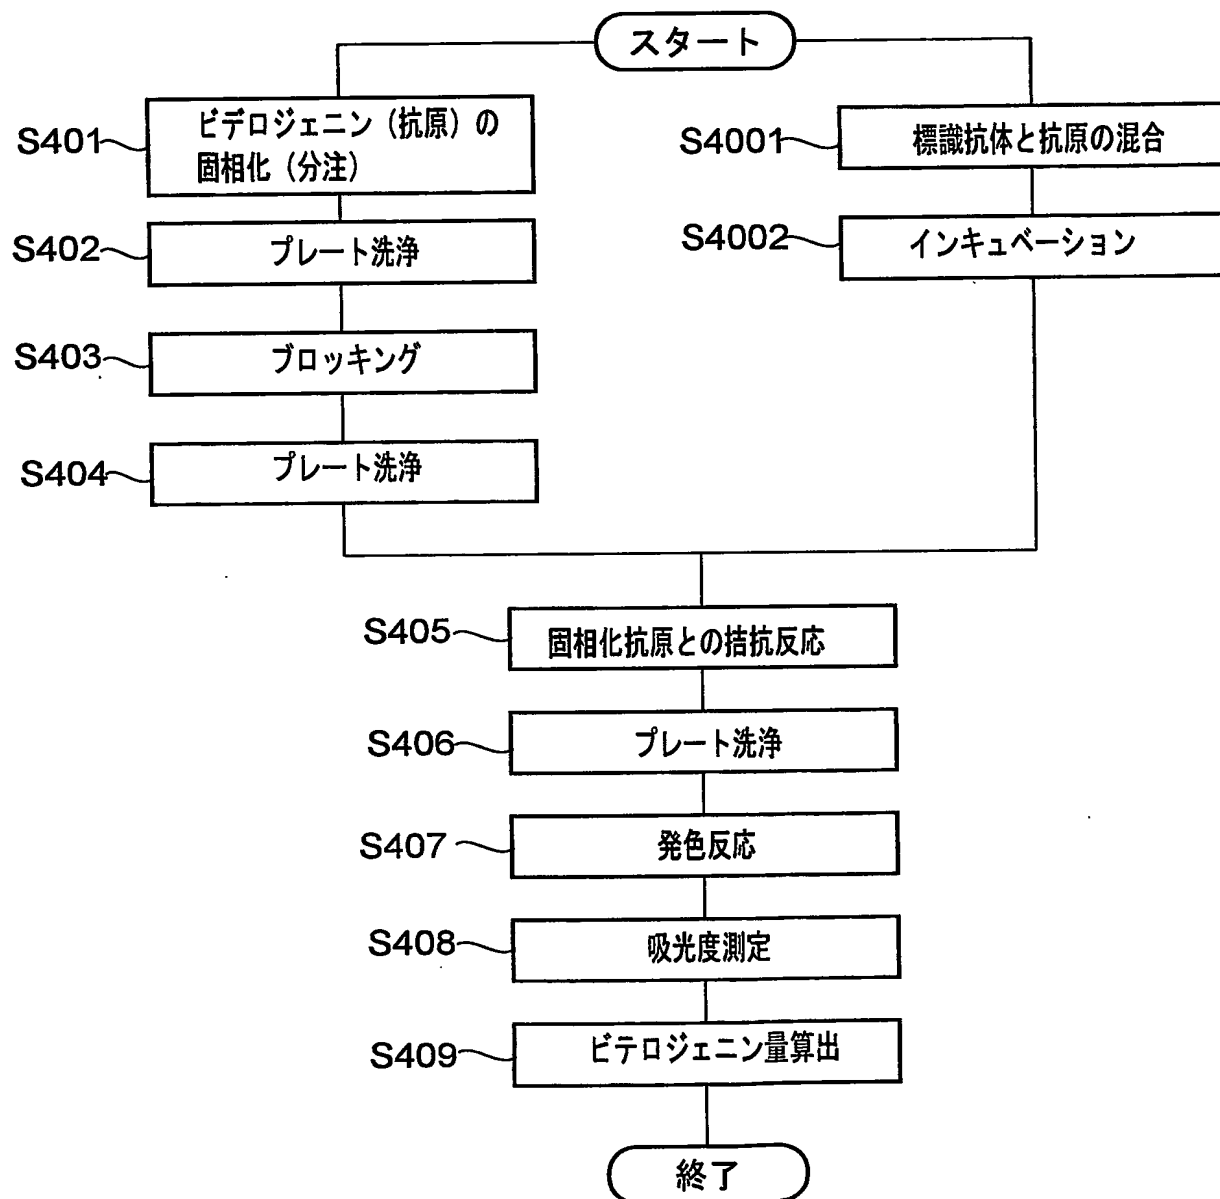 スタート
S401
ビデロジェニン（抗原）の
固相化（分注）
S402
プレート洗浄
S403
ブロッキング
S404
プレート洗浄
S4001
標識抗体と抗原の混合
S4002
インキュベーション
S405
固相化抗原との拮抗反応
S406
プレート洗浄
S407
発色反応
S408
吸光度測定
S409
ビテロジェニン量算出
終了